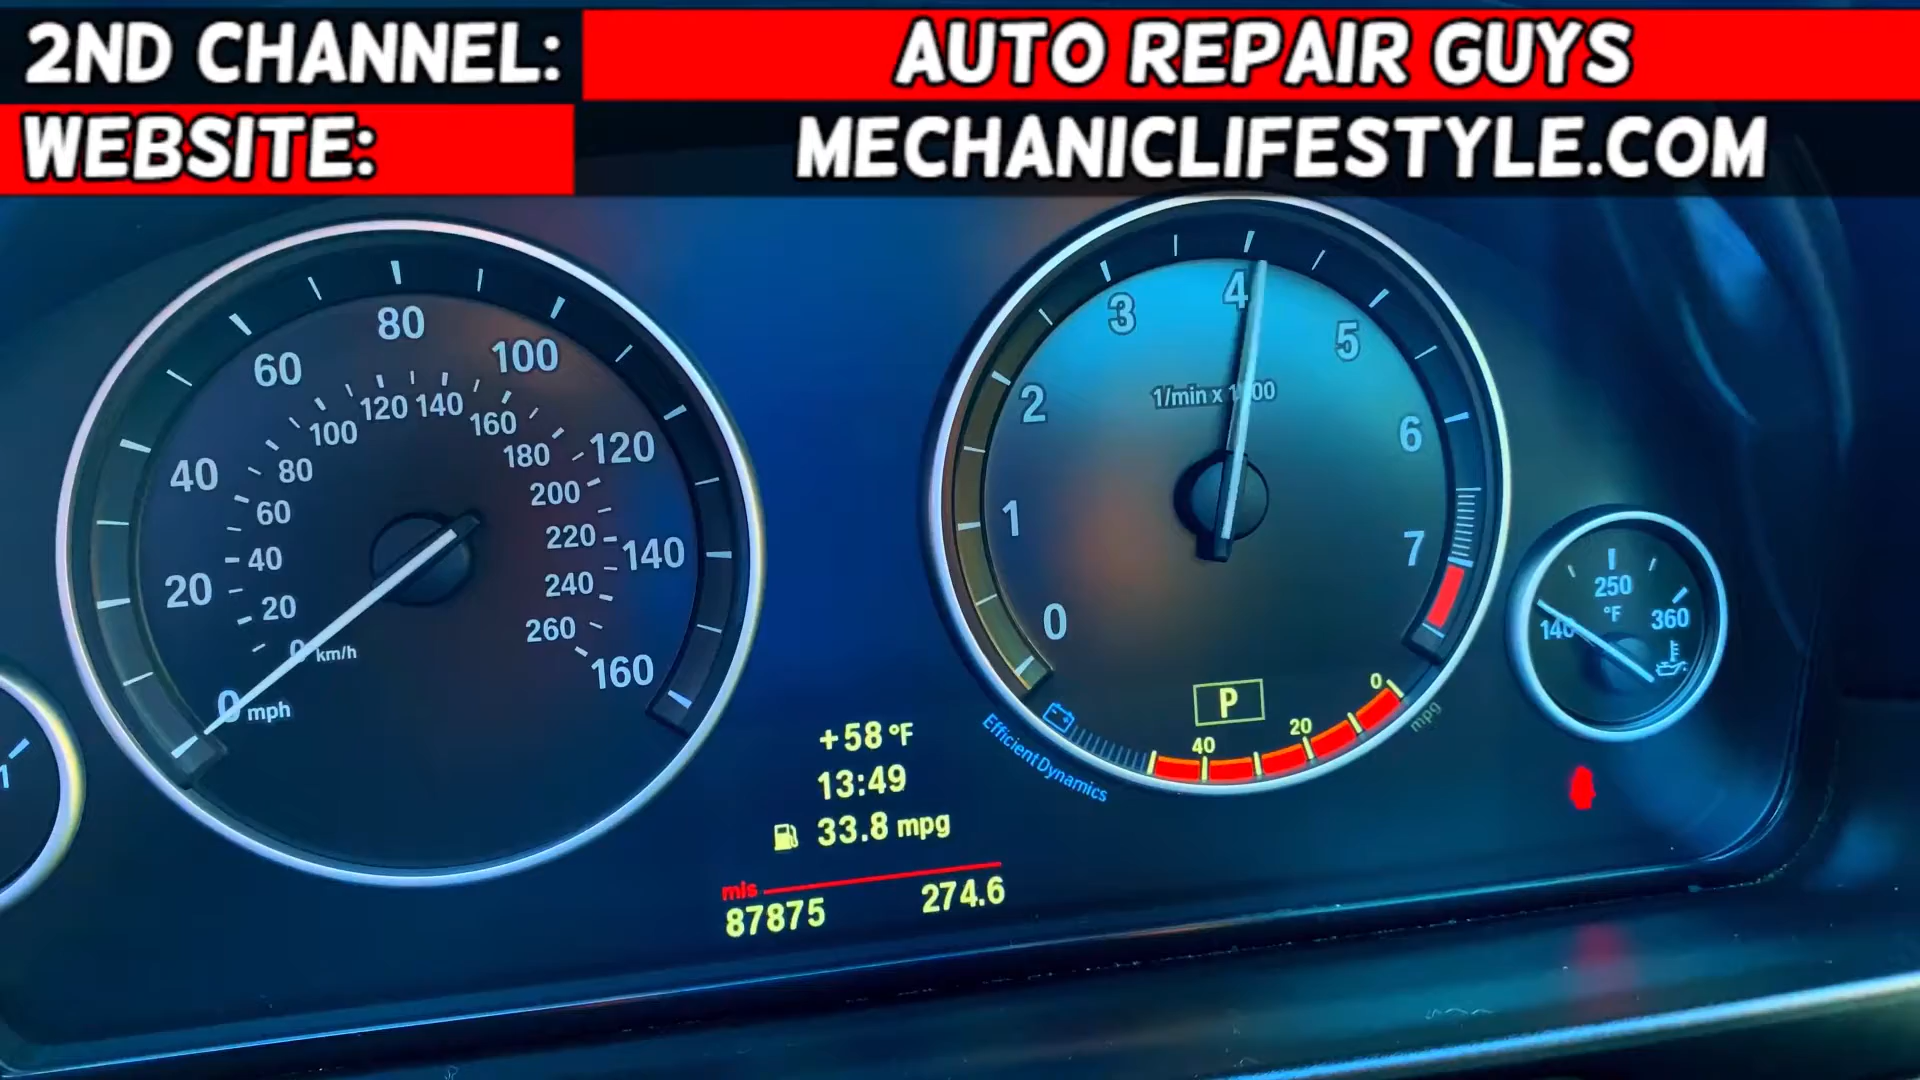 2ND CHANNEL: AUTO REPAIR GUYS
WEBSITE: MECHANICLIFESTYLE.COM
0 20 40 60 80 100 120 140 160
mph
0 20 40 60 80 100 120 140 160 180 200 220 240 260
km/h
0 1 2 3 4 5 6 7
1/min x 1000
P
40 20 0
mpg
EfficientDynamics
140 250 360
°F
1
+58 °F
13:49
33.8 mpg
mls
87875 274.6